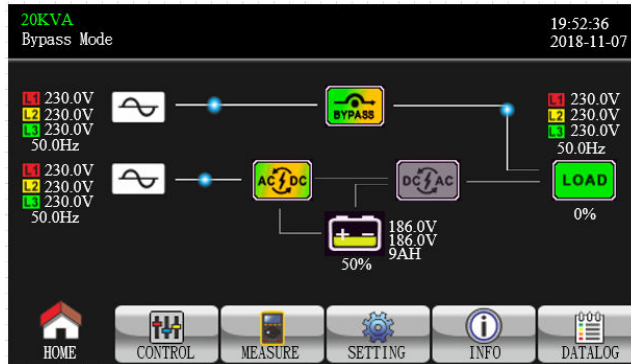 20KVA
Bypass Mode
19:52:36
2018-11-07
L1 230.0V
L2 230.0V
L3 230.0V
50.0Hz
BYPASS
L1 230.0V
L2 230.0V
L3 230.0V
50.0Hz
L1 230.0V
L2 230.0V
L3 230.0V
50.0Hz
AC DC
DC AC
LOAD
0%
186.0V
186.0V
9AH
50%
HOME
CONTROL
MEASURE
SETTING
INFO
DATALOG